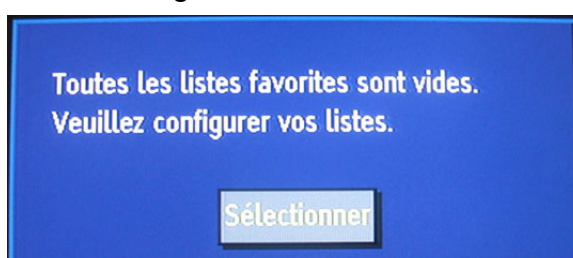 Toutes les listes favorites sont vides.
Veuillez configurer vos listes.
Sélectionner